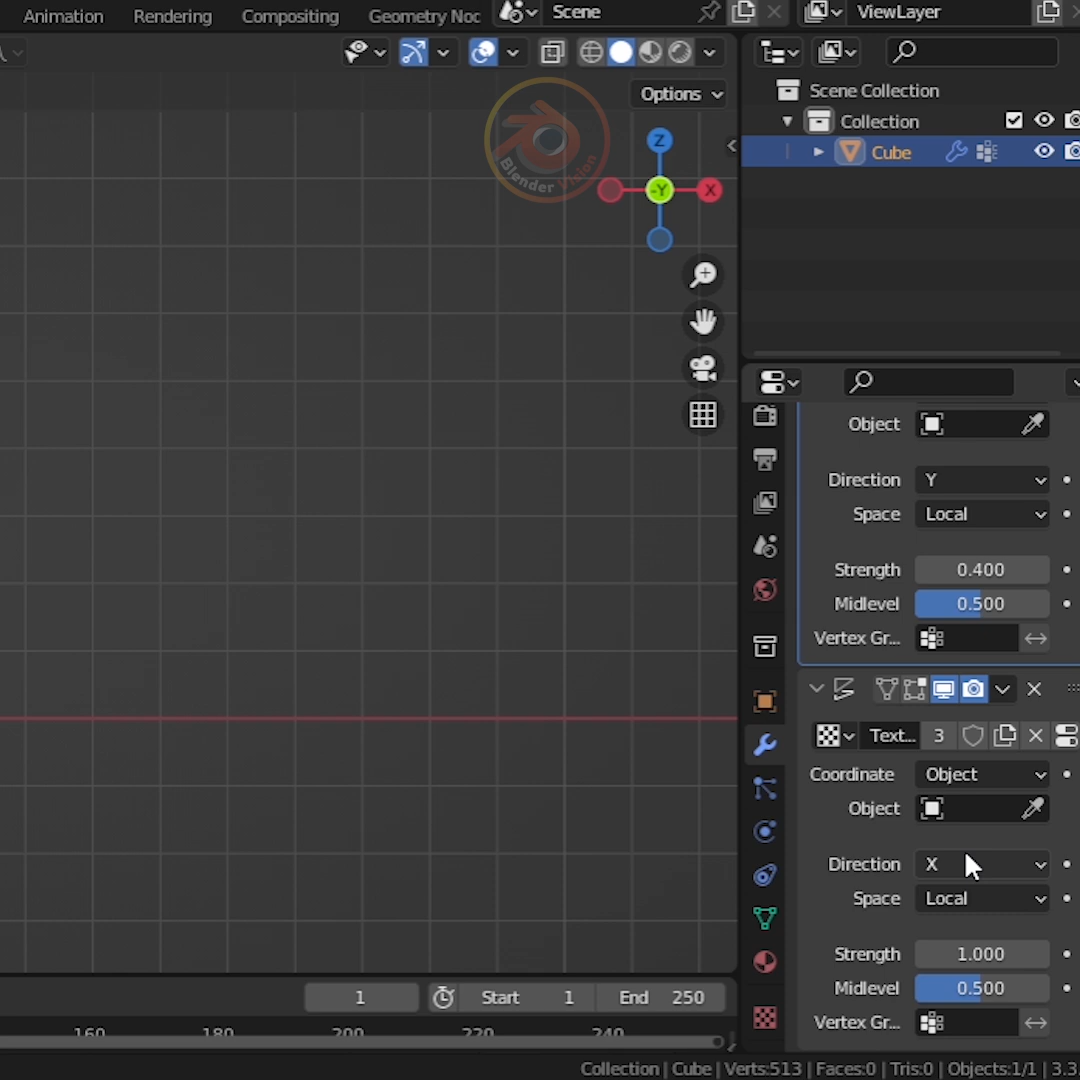 Animation Rendering Compositing Geometry Noc Scene ViewLayer
Options
Z
-Y X
Blender Vision
Scene Collection
Collection
Cube
Object
Direction Y
Space Local
Strength 0.400
Midlevel 0.500
Vertex Gr...
Text... 3
Coordinate Object
Object
Direction X
Space Local
Strength 1.000
Midlevel 0.500
Vertex Gr...
1 Start 1 End 250
160 180 200 220 240
Collection | Cube | Verts:513 | Faces:0 | Tris:0 | Objects:1/1 | 3.3